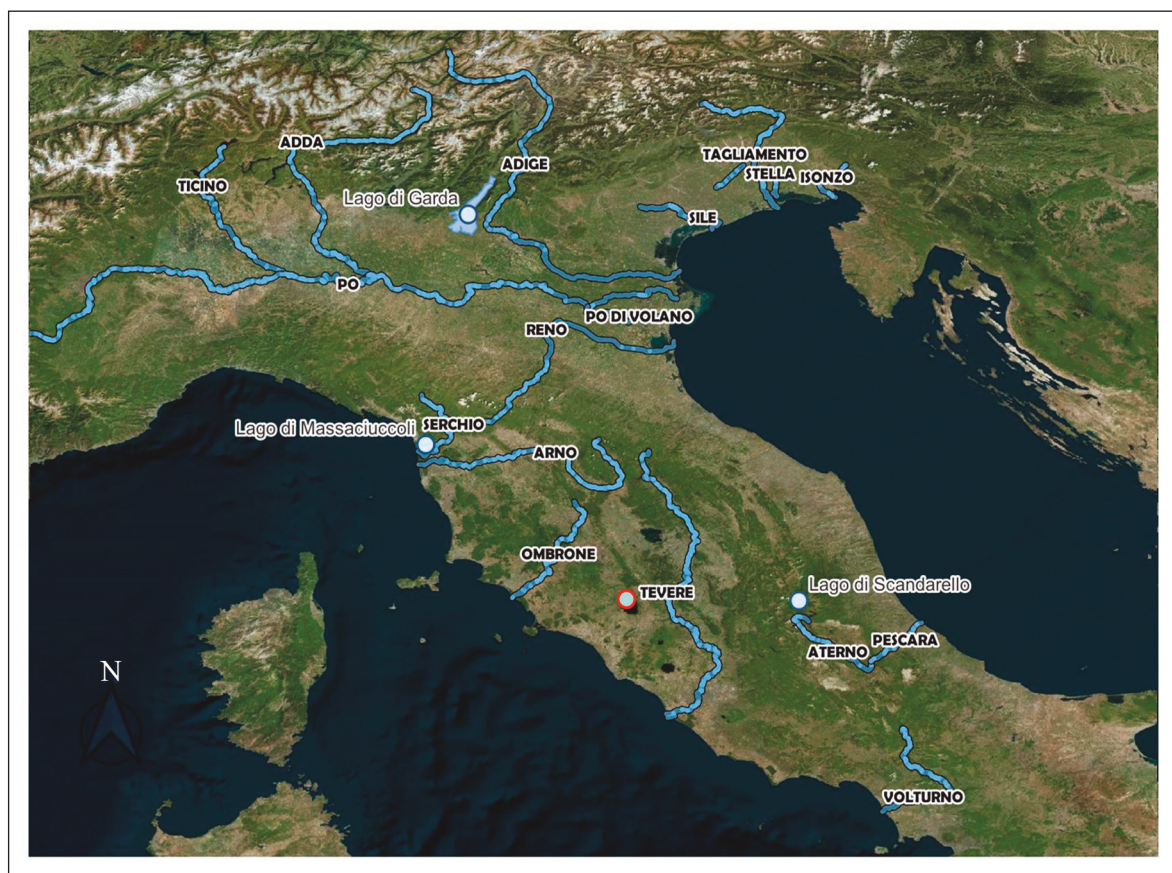 ADDA
ADIGE
TICINO
Lago di Garda
TAGLIAMENTO
STELLA
ISONZO
SILE
PO
PO DI VOLANO
RENO
SERCHIO
Lago di Massaciuccoli
ARNO
OMBRONE
TEVERE
Lago di Scandarello
ATERNO
PESCARA
N
VOLTURNO